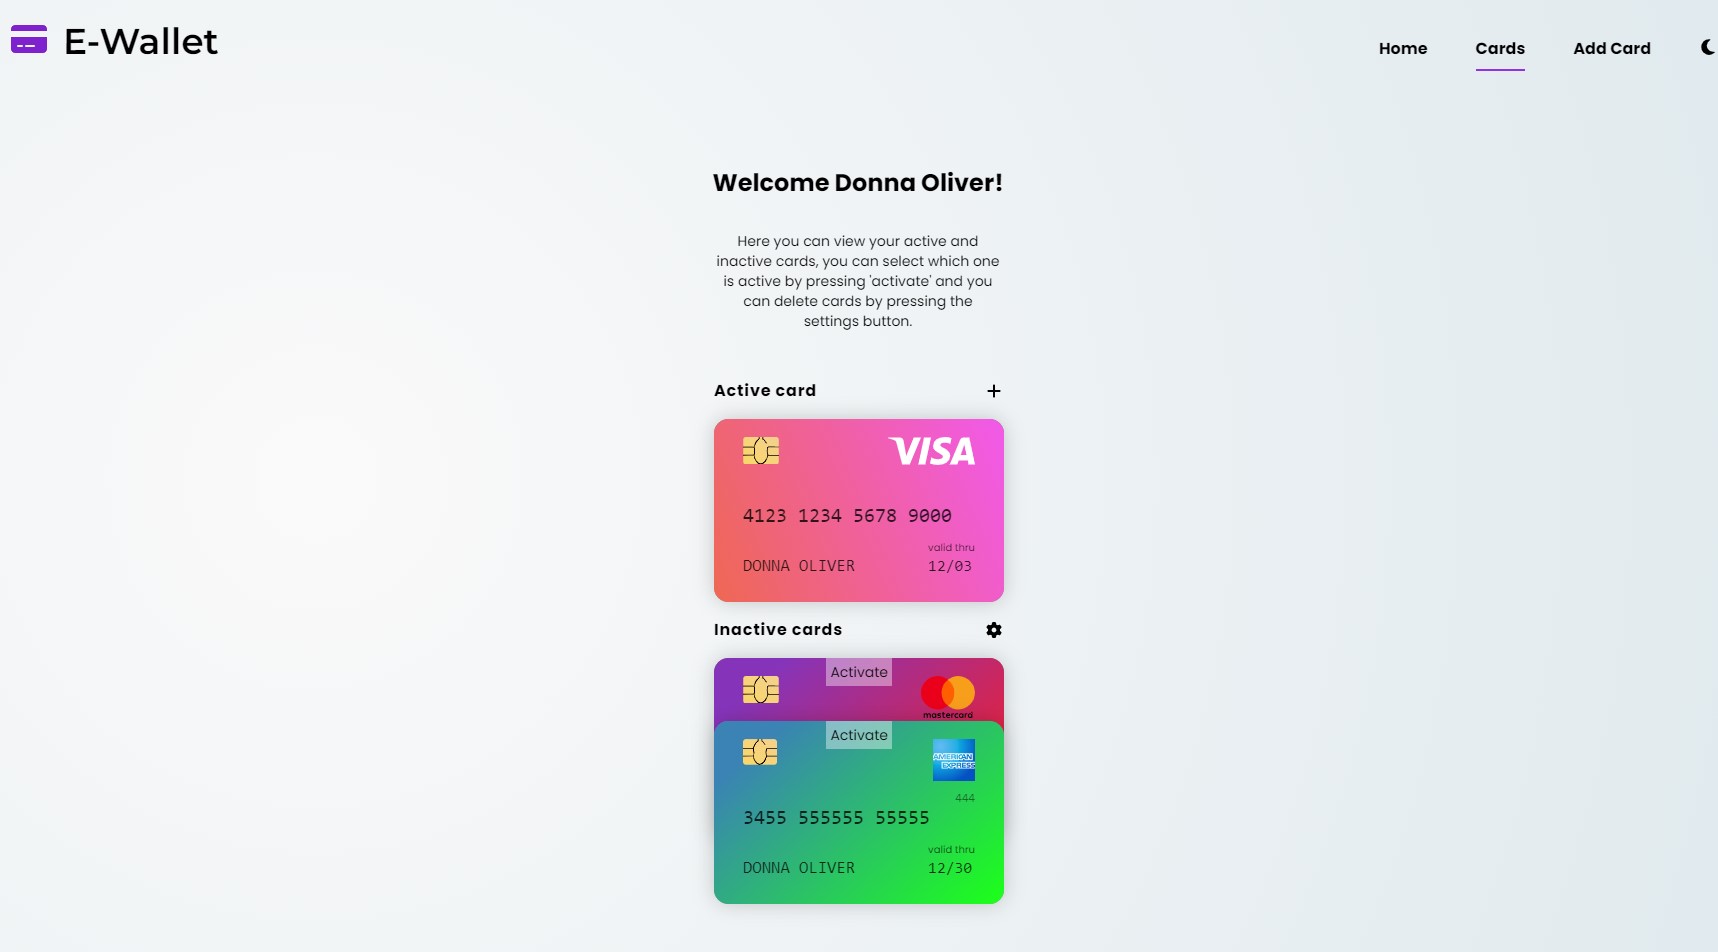 E-Wallet
Home
Cards
Add Card
Welcome Donna Oliver!
Here you can view your active and
inactive cards, you can select which one
is active by pressing 'activate' and you
can delete cards by pressing the
settings button.
Active card
VISA
4123 1234 5678 9000
valid thru
DONNA OLIVER
12/03
Inactive cards
Activate
mastercard
Activate
AMERICAN
EXPRESS
444
3455 555555 55555
valid thru
DONNA OLIVER
12/30